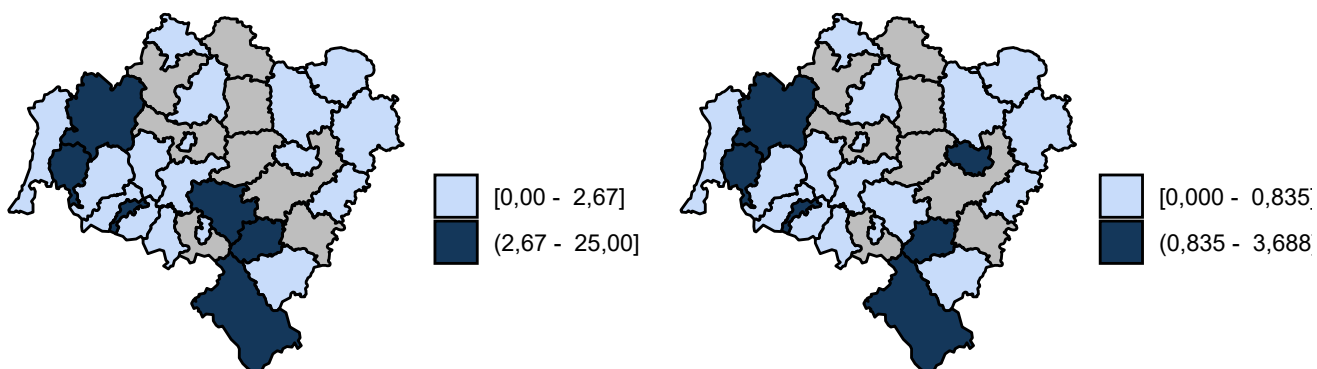 [0,00 -  2,67]
(2,67 -  25,00]
[0,000 -  0,835]
(0,835 -  3,688]